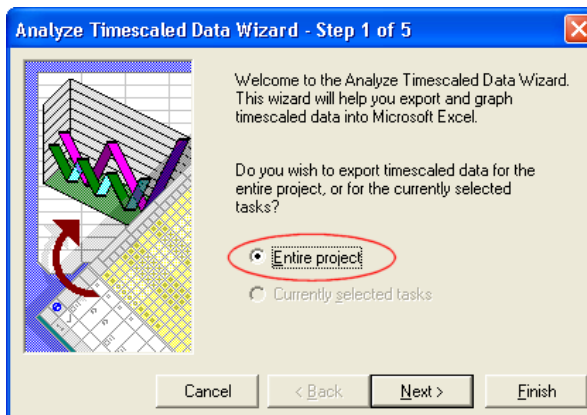 Analyze Timescaled Data Wizard - Step 1 of 5
Welcome to the Analyze Timescaled Data Wizard.
This wizard will help you export and graph
timescaled data into Microsoft Excel.
Do you wish to export timescaled data for the
entire project, or for the currently selected
tasks?
Entire project
Currently selected tasks
Cancel
< Back
Next >
Finish